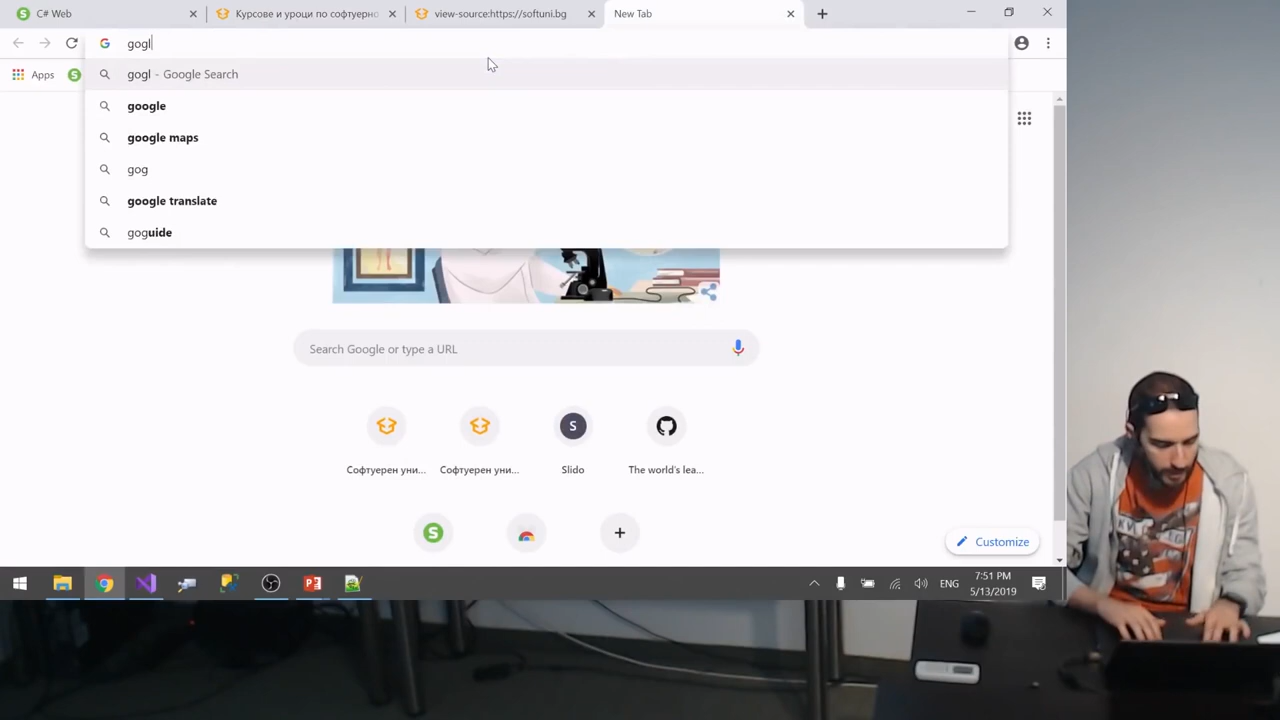 C# Web
Курсове и уроци по софтуерно
view-source:https://softuni.bg
New Tab
gogl
Apps
gogl - Google Search
google
google maps
gog
google translate
goguide
Search Google or type a URL
Софтуерен уни...
Софтуерен уни...
S
Slido
The world's lea...
Customize
ENG
7:51 PM
5/13/2019